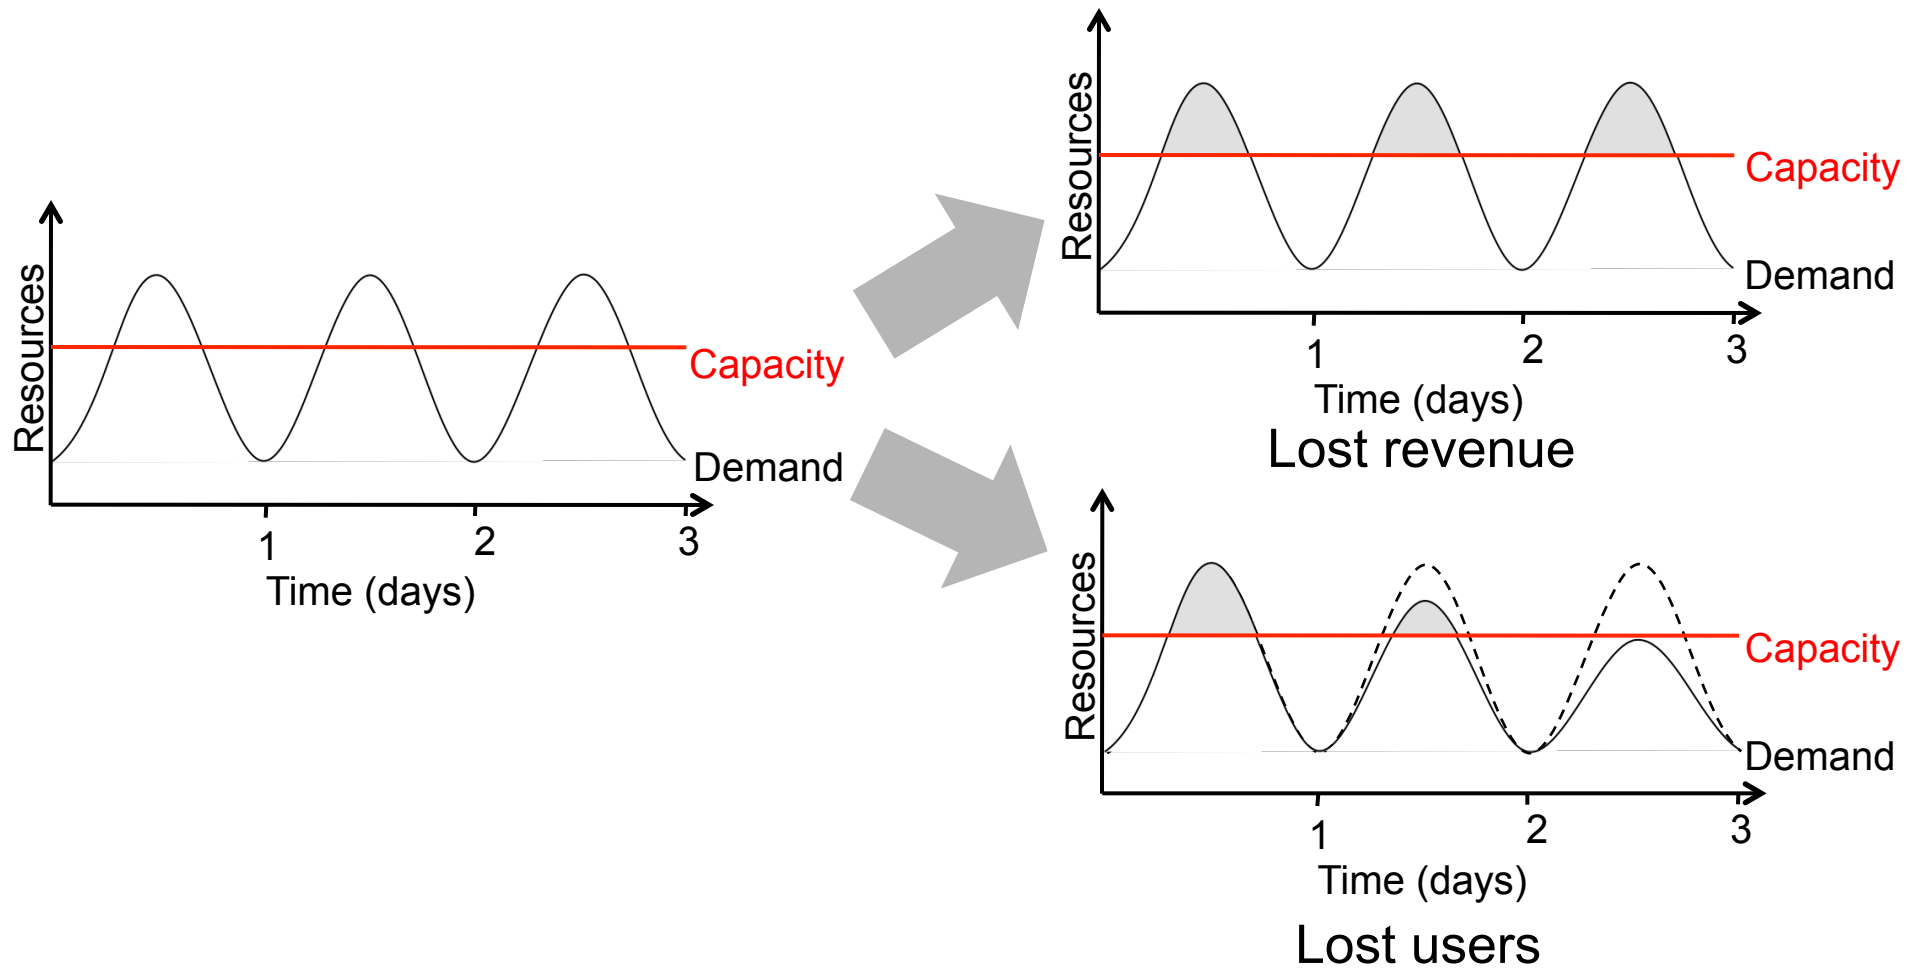 Resources
Capacity
Demand
1
2
3
Time (days)
Resources
Capacity
Demand
1
2
3
Time (days)
Lost revenue
Resources
Capacity
Demand
1
2
3
Time (days)
Lost users